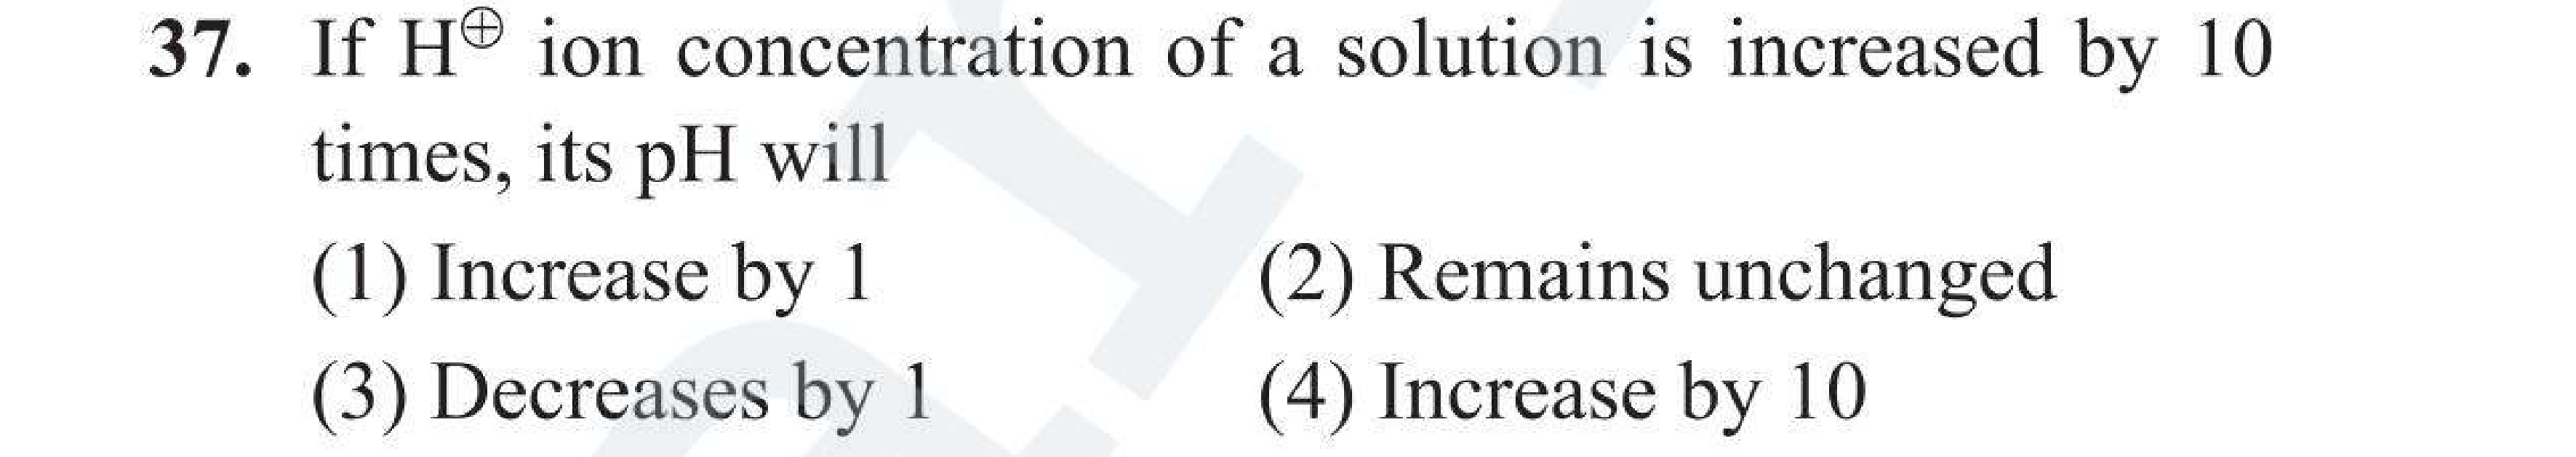 37. If H⊕ ion concentration of a solution is increased by 10
times, its pH will
(1) Increase by 1 (2) Remains unchanged
(3) Decreases by 1 (4) Increase by 10